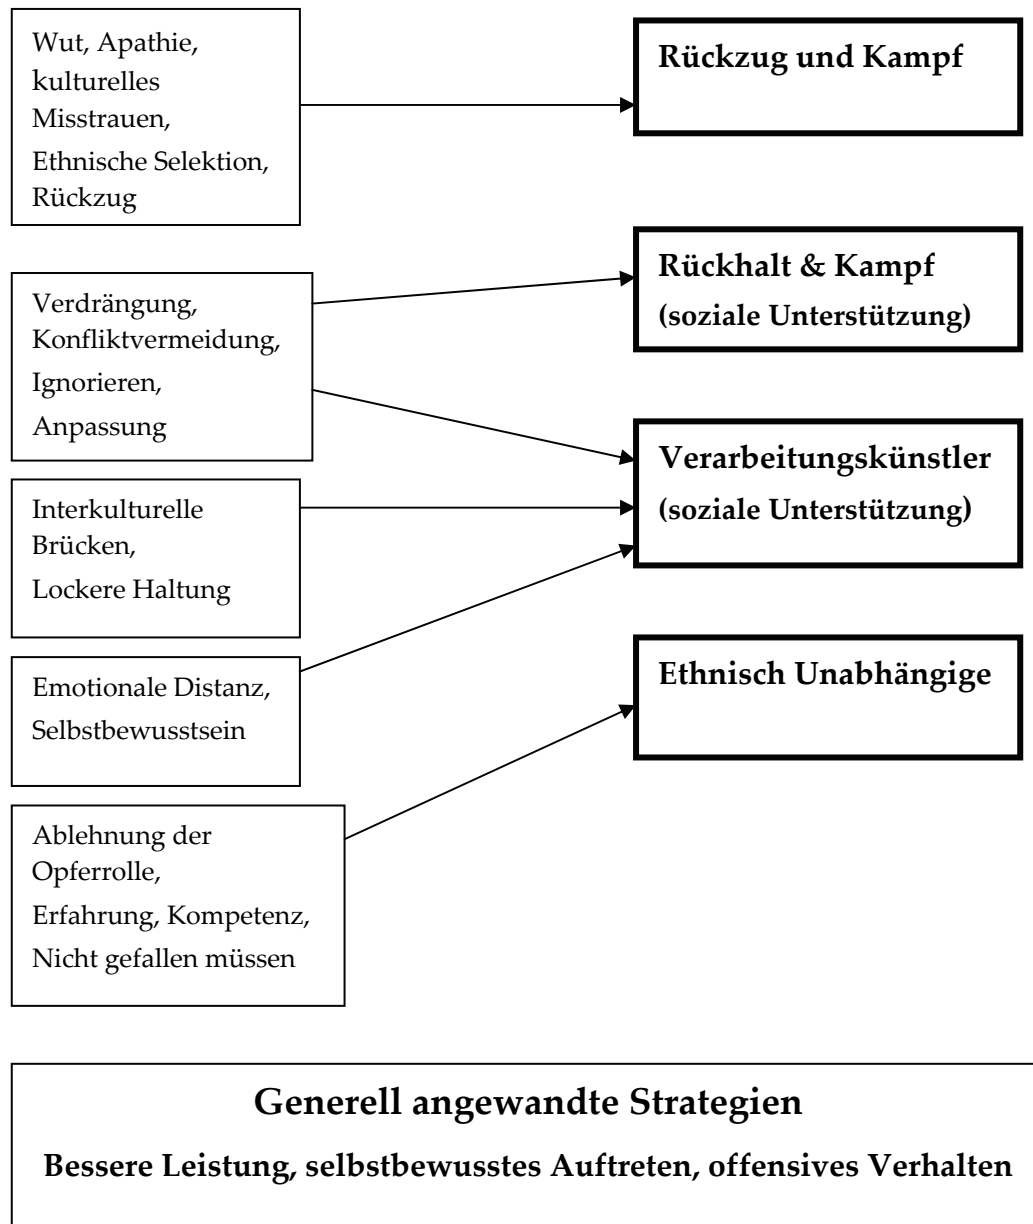 Wut, Apathie,
kulturelles
Misstrauen,
Ethnische Selektion,
Rückzug
Rückzug und Kampf
Verdrängung,
Konfliktvermeidung,
Ignorieren,
Anpassung
Rückhalt & Kampf
(soziale Unterstützung)
Interkulturelle
Brücken,
Lockere Haltung
Verarbeitungskünstler
(soziale Unterstützung)
Emotionale Distanz,
Selbstbewusstsein
Ethnisch Unabhängige
Ablehnung der
Opferrolle,
Erfahrung, Kompetenz,
Nicht gefallen müssen
Generell angewandte Strategien
Bessere Leistung, selbstbewusstes Auftreten, offensives Verhalten